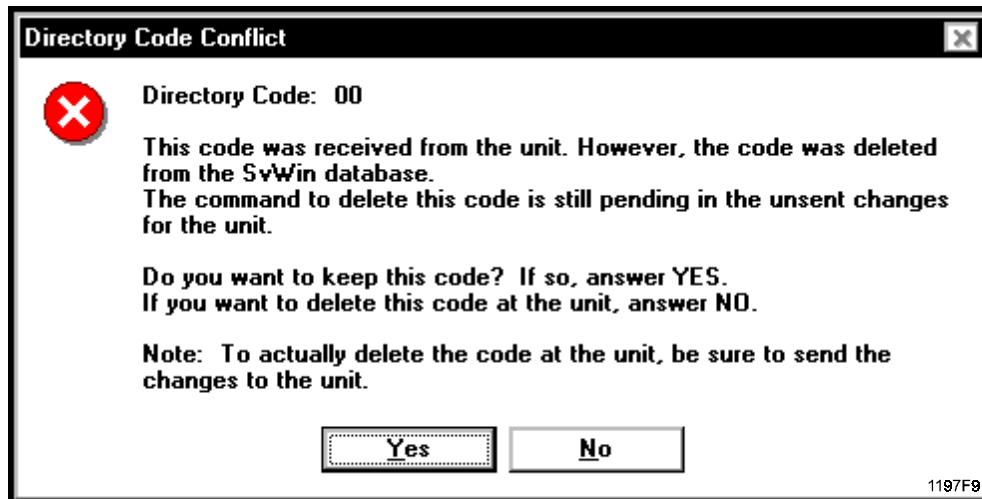 Directory Code Conflict
Directory Code:  00
This code was received from the unit. However, the code was deleted
from the SvWin database.
The command to delete this code is still pending in the unsent changes
for the unit.
Do you want to keep this code?  If so, answer YES.
If you want to delete this code at the unit, answer NO.
Note:  To actually delete the code at the unit, be sure to send the
changes to the unit.
Yes No
1197F9